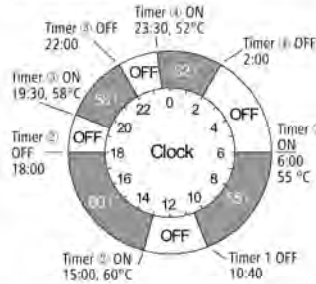 Timer ④ ON
23:30, 52°C
Timer ③ OFF
22:00
Timer ④ OFF
2:00
Timer ③ ON
19:30, 58°C
Timer ②
OFF
18:00
Timer
ON
6:00
55 °C
Timer ② ON
15:00, 60°C
Timer 1 OFF
10:40
OFF
OFF
OFF
OFF
Clock
0
2
4
6
8
10
12
14
16
18
20
22